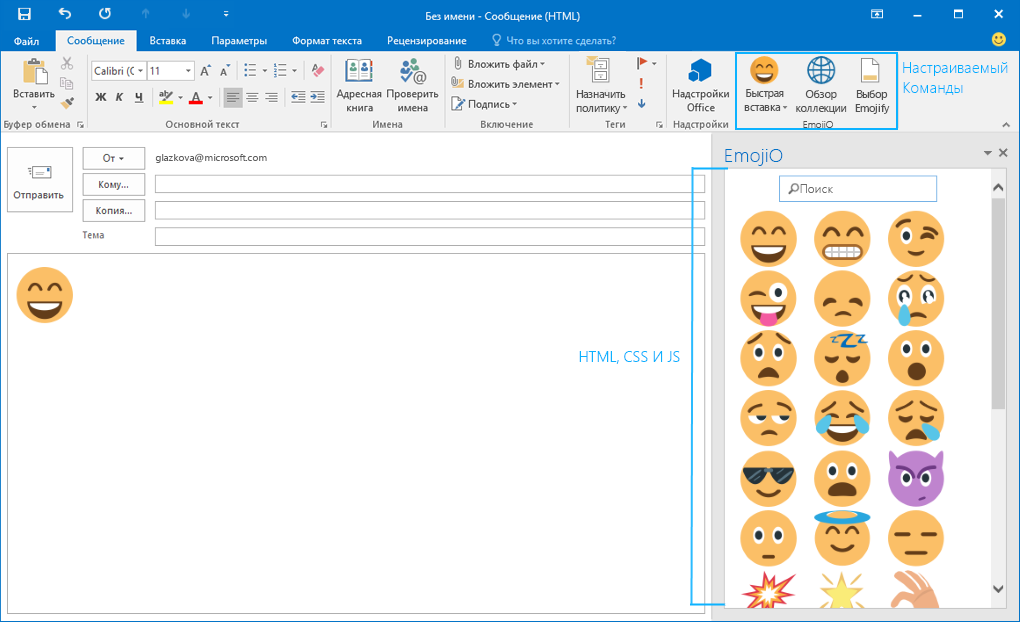 Без имени - Сообщение (HTML)
Файл Сообщение Вставка Параметры Формат текста Рецензирование Что вы хотите сделать?
Вставить
Буфер обмена
Calibri (С 11
Ж К Ч
ab A
Основной текст
Адресная книга
Проверить имена
Имена
Вложить файл
Вложить элемент
Подпись
Включение
Назначить политику
Теги
Надстройки Office
Надстройки
Быстрая вставка
Обзор коллекции
Выбор Emojify
EmojiO
Настраиваемый
Команды
Отправить
От
glazkova@microsoft.com
Кому...
Копия...
Тема
HTML, CSS И JS
EmojiO
Поиск